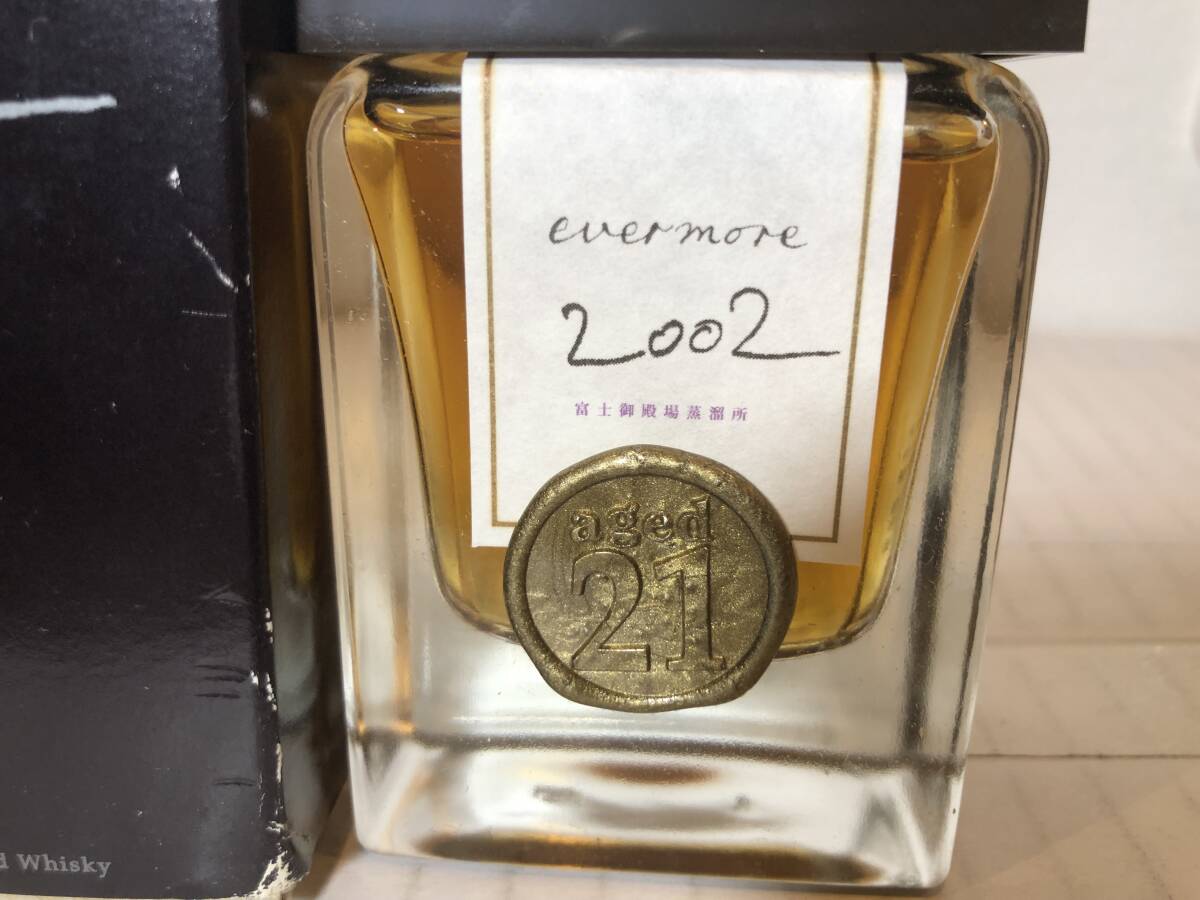 evermore
2002
富士御殿場蒸溜所
aged
21
Whisky